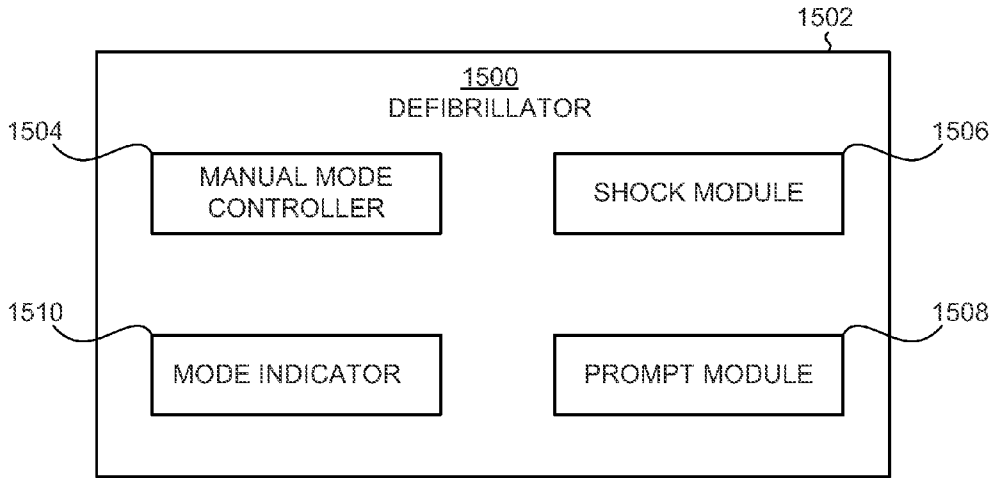 1502
1500
DEFIBRILLATOR
1504
1506
MANUAL MODE
CONTROLLER
SHOCK MODULE
1510
1508
MODE INDICATOR
PROMPT MODULE